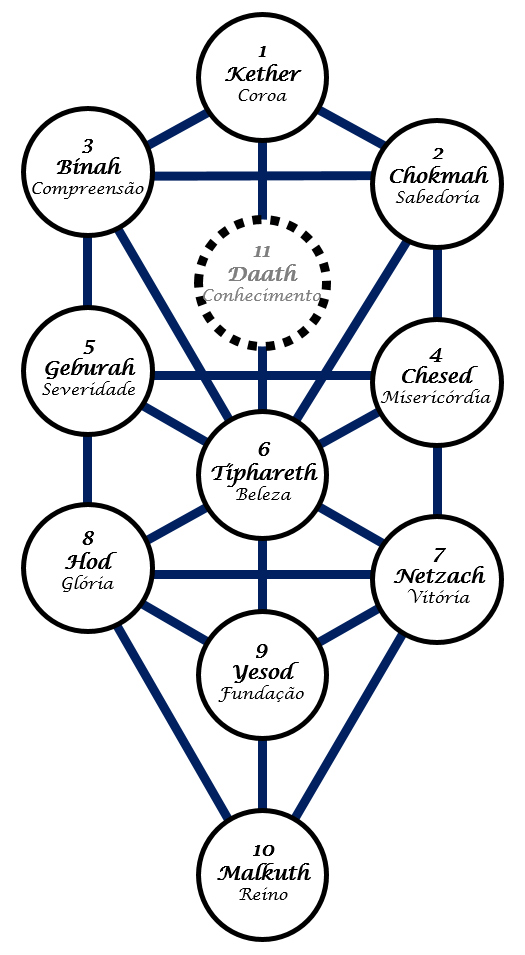 1
Kether
Coroa
3
Binah
Compreensão
2
Chokmah
Sabedoria
11
Daath
Conhecimento
5
Geburah
Severidade
4
Chesed
Misericórdia
6
Tiphareth
Beleza
8
Hod
Glória
7
Netzach
Vitória
9
Yesod
Fundação
10
Malkuth
Reino